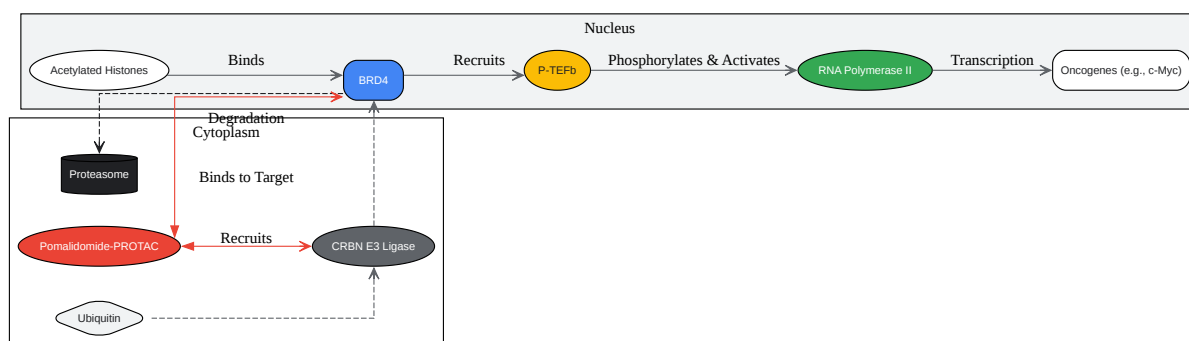 Nucleus
Acetylated Histones
Binds
BRD4
Recruits
P-TEFb
Phosphorylates & Activates
RNA Polymerase II
Transcription
Oncogenes (e.g., c-Myc)
Degradation
Cytoplasm
Proteasome
Binds to Target
Pomalidomide-PROTAC
Recruits
CRBN E3 Ligase
Ubiquitin